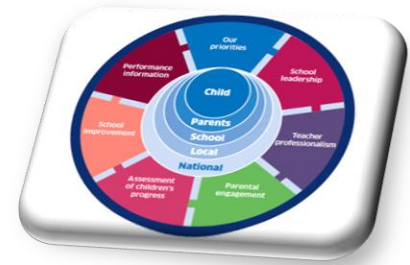 Our
priorities
School
leadership
Teacher
professionalism
Parental
engagement
Assessment
of children's
progress
School
improvement
Performance
information
Child
Parents
School
Local
National